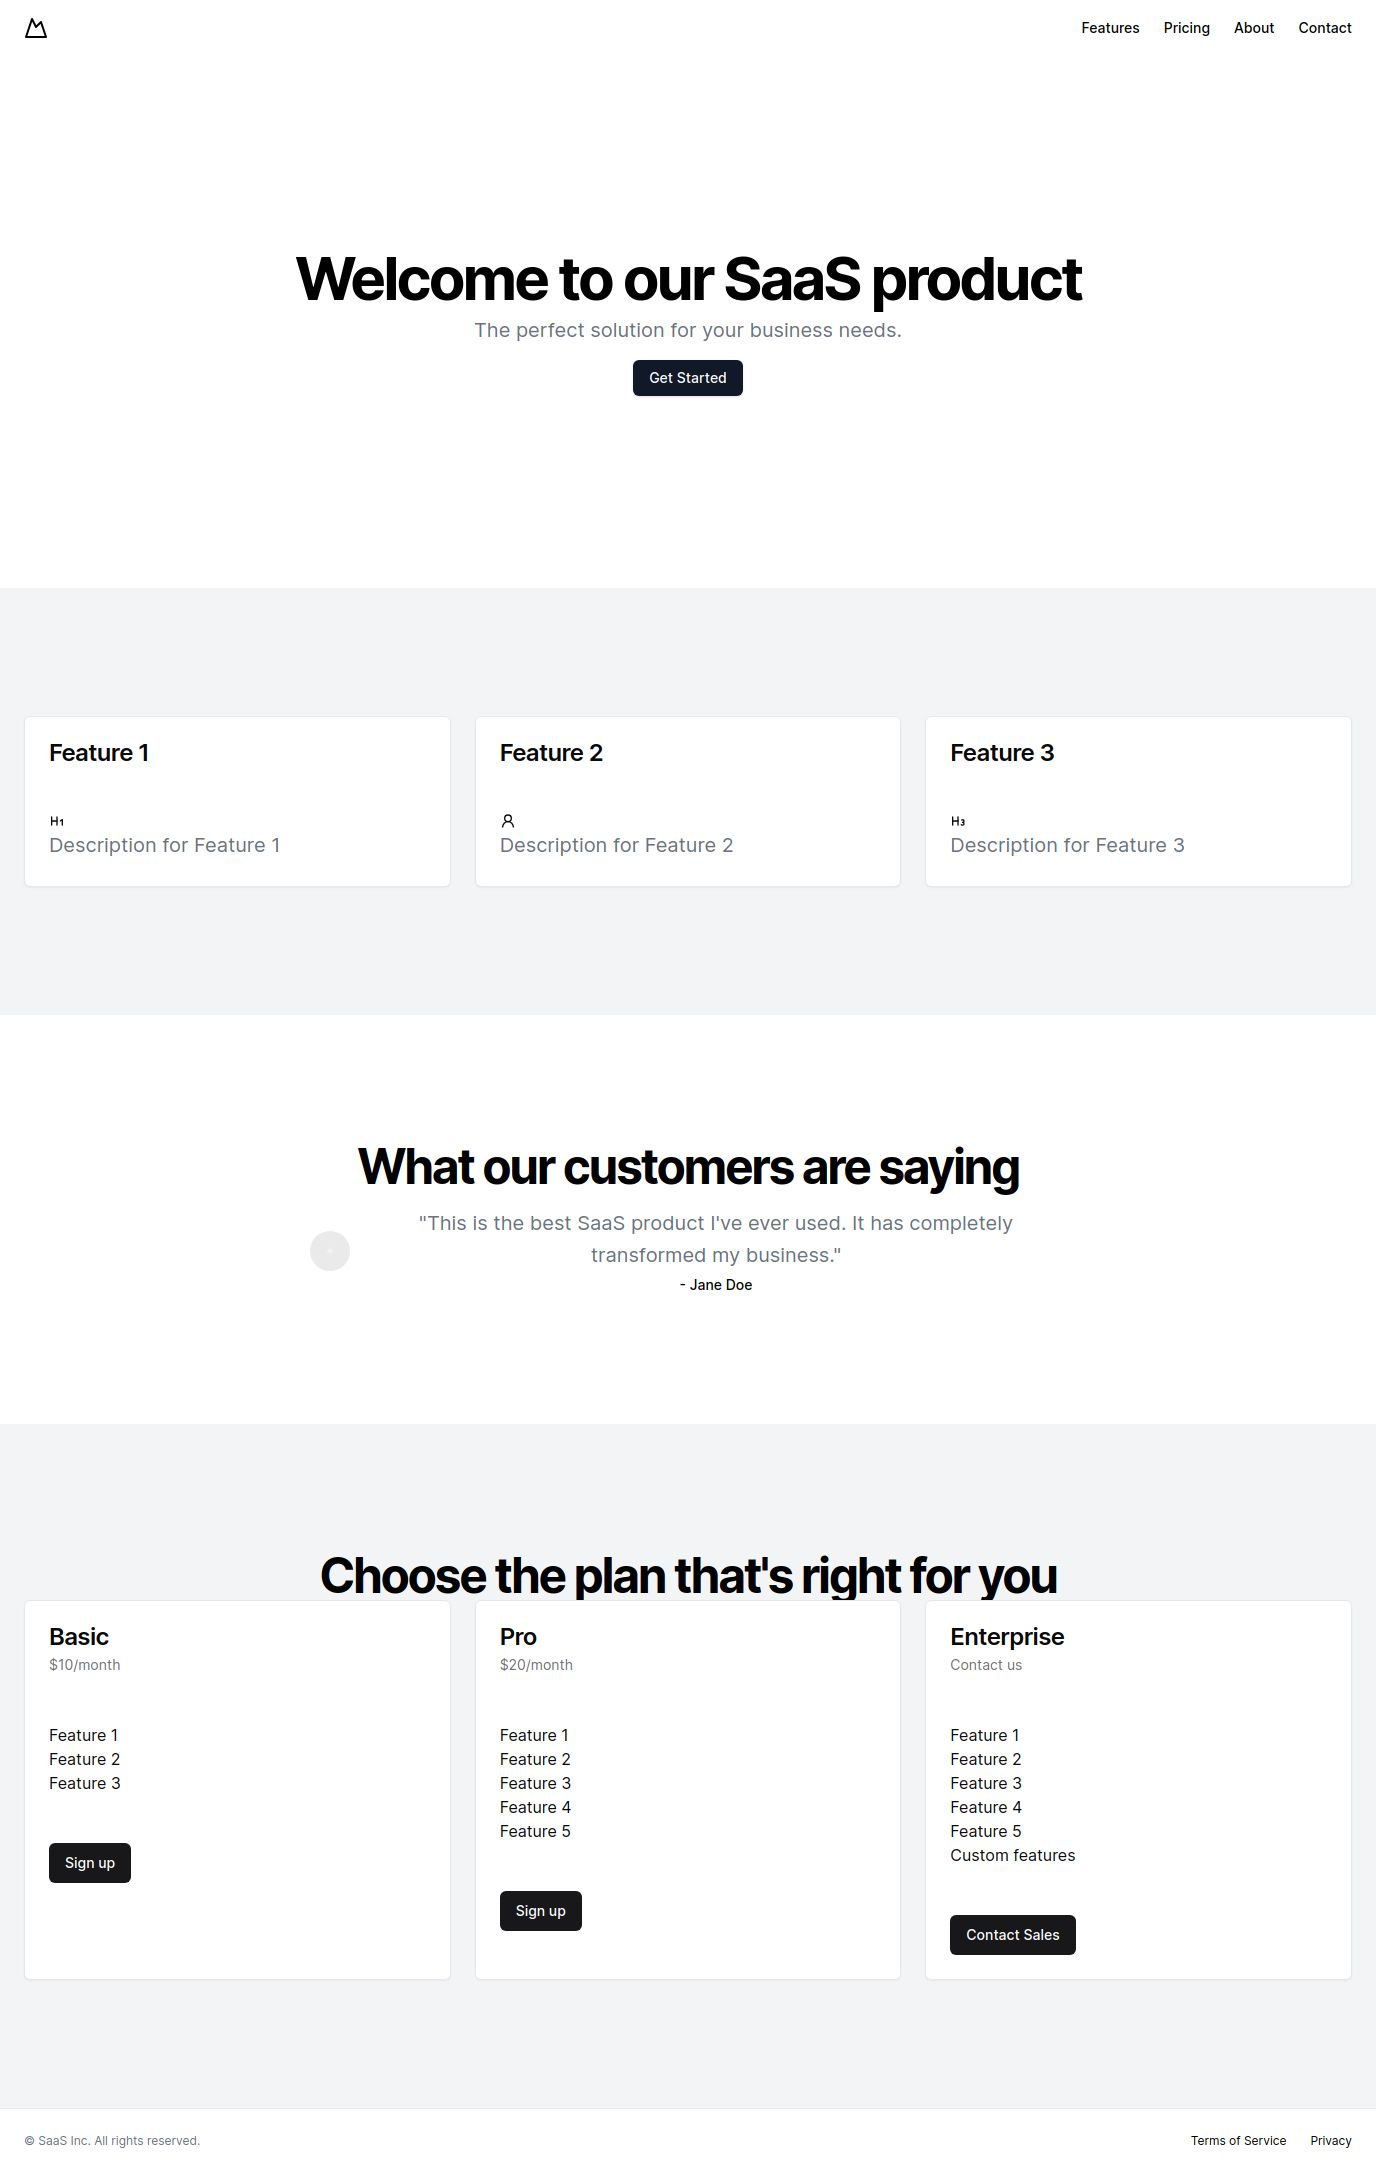 Features Pricing About Contact
Welcome to our SaaS product
The perfect solution for your business needs.
Get Started
Feature 1
H1
Description for Feature 1
Feature 2
Description for Feature 2
Feature 3
H3
Description for Feature 3
What our customers are saying
"This is the best SaaS product I've ever used. It has completely
transformed my business."
- Jane Doe
Choose the plan that's right for you
Basic
$10/month
Feature 1
Feature 2
Feature 3
Sign up
Pro
$20/month
Feature 1
Feature 2
Feature 3
Feature 4
Feature 5
Sign up
Enterprise
Contact us
Feature 1
Feature 2
Feature 3
Feature 4
Feature 5
Custom features
Contact Sales
© SaaS Inc. All rights reserved.
Terms of Service Privacy